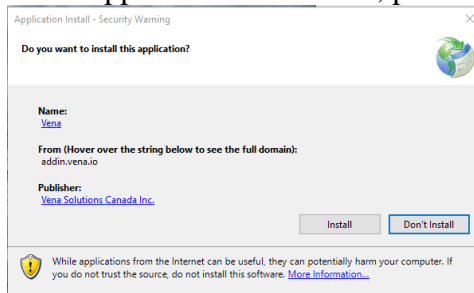 Application Install - Security Warning
Do you want to install this application?
Name:
Vena
From (Hover over the string below to see the full domain):
addin.vena.io
Publisher:
Vena Solutions Canada Inc.
Install
Don't Install
While applications from the Internet can be useful, they can potentially harm your computer. If
you do not trust the source, do not install this software. More Information...